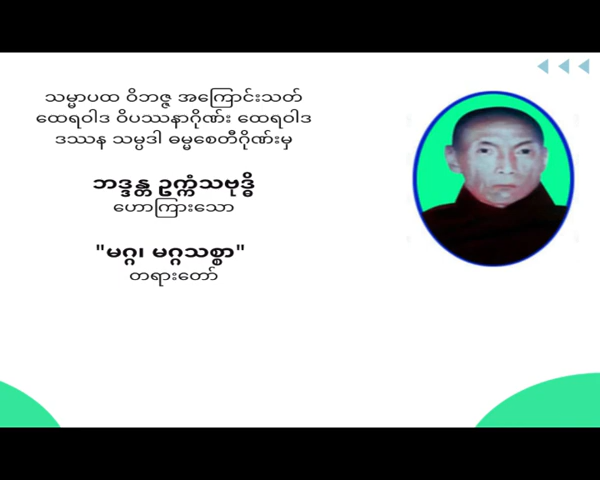 သမ္မာပထ ဝိဘဇ္ဇ အကြောင်းသတ်
ထေရဝါဒ ဝိပဿနာဂိုဏ်း ထေရဝါဒ
ဒဿန သမ္ပဒါ ဓမ္မစေတီဂိုဏ်းမှ
ဘဒ္ဒန္တ ဥက္ကံသဗုဒ္ဓိ
ဟောကြားသော
"မဂ္ဂ၊ မဂ္ဂသစ္စာ"
တရားတော်